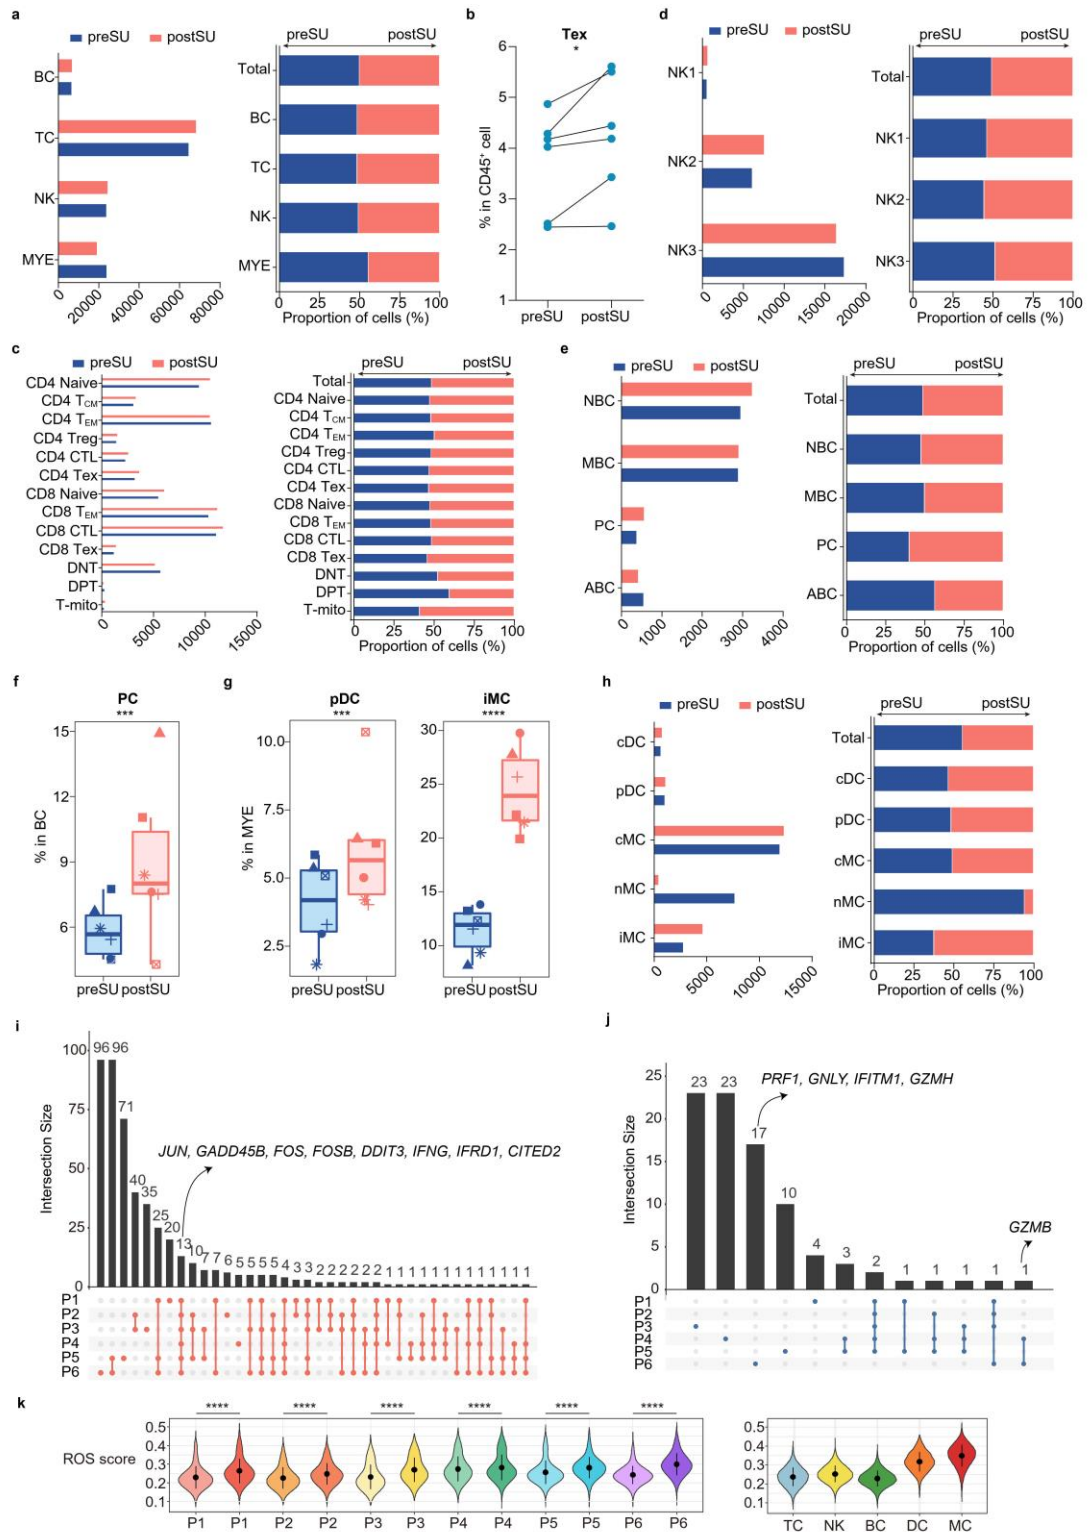 a
preSU postSU
BC
TC
NK
MYE
0 20000 40000 60000 80000
preSU postSU
Total
BC
TC
NK
MYE
0 25 50 75 100
Proportion of cells (%)
b
Tex
*
% in CD45⁺ cell
6
5
4
3
2
1
preSU postSU
d
preSU postSU
NK1
NK2
NK3
0 5000 10000 15000 20000
preSU postSU
Total
NK1
NK2
NK3
0 25 50 75 100
Proportion of cells (%)
c
preSU postSU
CD4 Naive
CD4 TCM
CD4 TEM
CD4 Treg
CD4 CTL
CD4 Tex
CD8 Naive
CD8 TEM
CD8 CTL
CD8 Tex
DNT
DPT
T-mito
0 5000 10000 15000
preSU postSU
Total
CD4 Naive
CD4 TCM
CD4 TEM
CD4 Treg
CD4 CTL
CD4 Tex
CD8 Naive
CD8 TEM
CD8 CTL
CD8 Tex
DNT
DPT
T-mito
0 25 50 75 100
Proportion of cells (%)
e
preSU postSU
NBC
MBC
PC
ABC
0 1000 2000 3000 4000
preSU postSU
Total
NBC
MBC
PC
ABC
0 25 50 75 100
Proportion of cells (%)
f
PC
***
% in BC
15
12
9
6
preSU postSU
g
pDC
***
% in MYE
10.0
7.5
5.0
2.5
preSU postSU
iMC
****
30
25
20
15
10
preSU postSU
h
preSU postSU
cDC
pDC
cMC
nMC
iMC
0 5000 10000 15000
preSU postSU
Total
cDC
pDC
cMC
nMC
iMC
0 25 50 75 100
Proportion of cells (%)
i
Intersection Size
100
75
50
25
0
96 96 71 40 35 25 20 13 10 7 7 6 5 5 5 5 4 3 3 2 2 2 2 2 2 1 1 1 1 1 1 1 1 1 1 1 1 1
JUN, GADD45B, FOS, FOSB, DDIT3, IFNG, IFRD1, CITED2
P1
P2
P3
P4
P5
P6
j
Intersection Size
25
20
15
10
5
0
23 23 17 10 4 3 2 1 1 1 1 1
PRF1, GNLY, IFITM1, GZMH
GZMB
P1
P2
P3
P4
P5
P6
k
**** **** **** **** **** ****
ROS score
0.5
0.4
0.3
0.2
0.1
P1 P1 P2 P2 P3 P3 P4 P4 P5 P5 P6 P6
0.5
0.4
0.3
0.2
0.1
TC NK BC DC MC